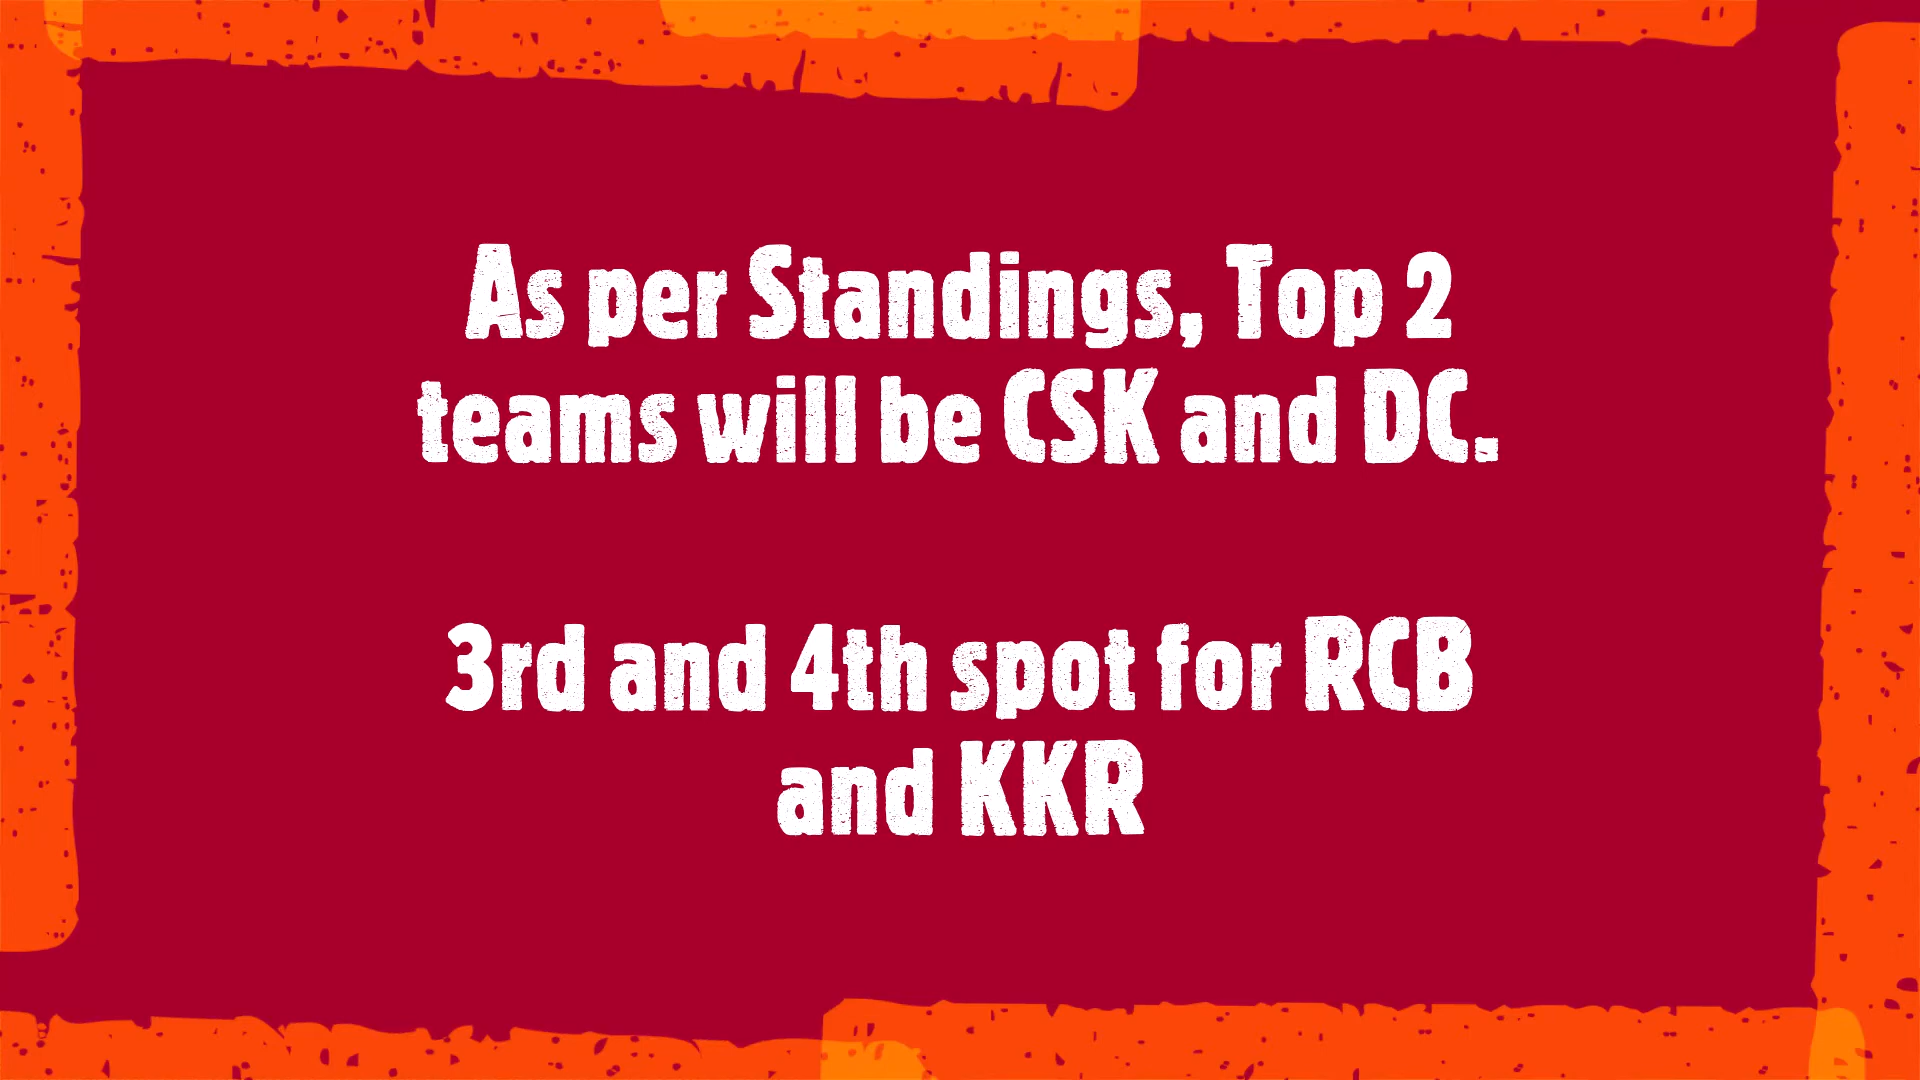 As per Standings, Top 2
teams will be CSK and DC.
3rd and 4th spot for RCB
and KKR